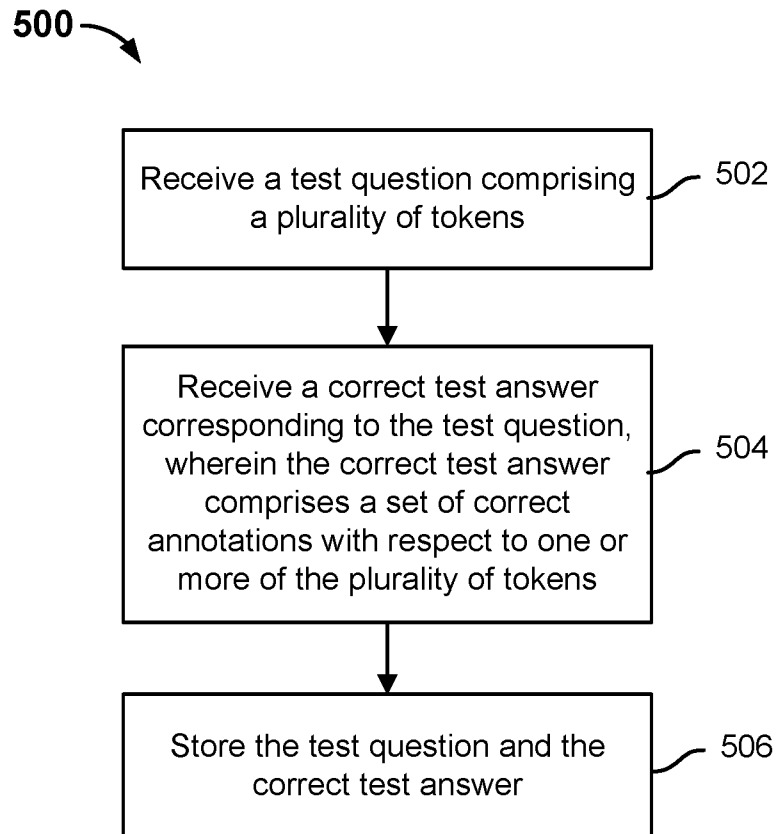 500
Receive a test question comprising
a plurality of tokens
502
Receive a correct test answer
corresponding to the test question,
wherein the correct test answer
comprises a set of correct
annotations with respect to one or
more of the plurality of tokens
504
Store the test question and the
correct test answer
506